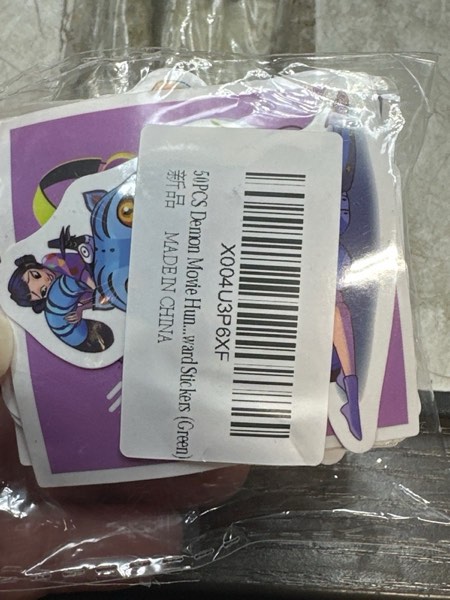 X004U3P6XF
50PCS Demon Movie Hun...ward Stickers (Green)
新品 MADE IN CHINA